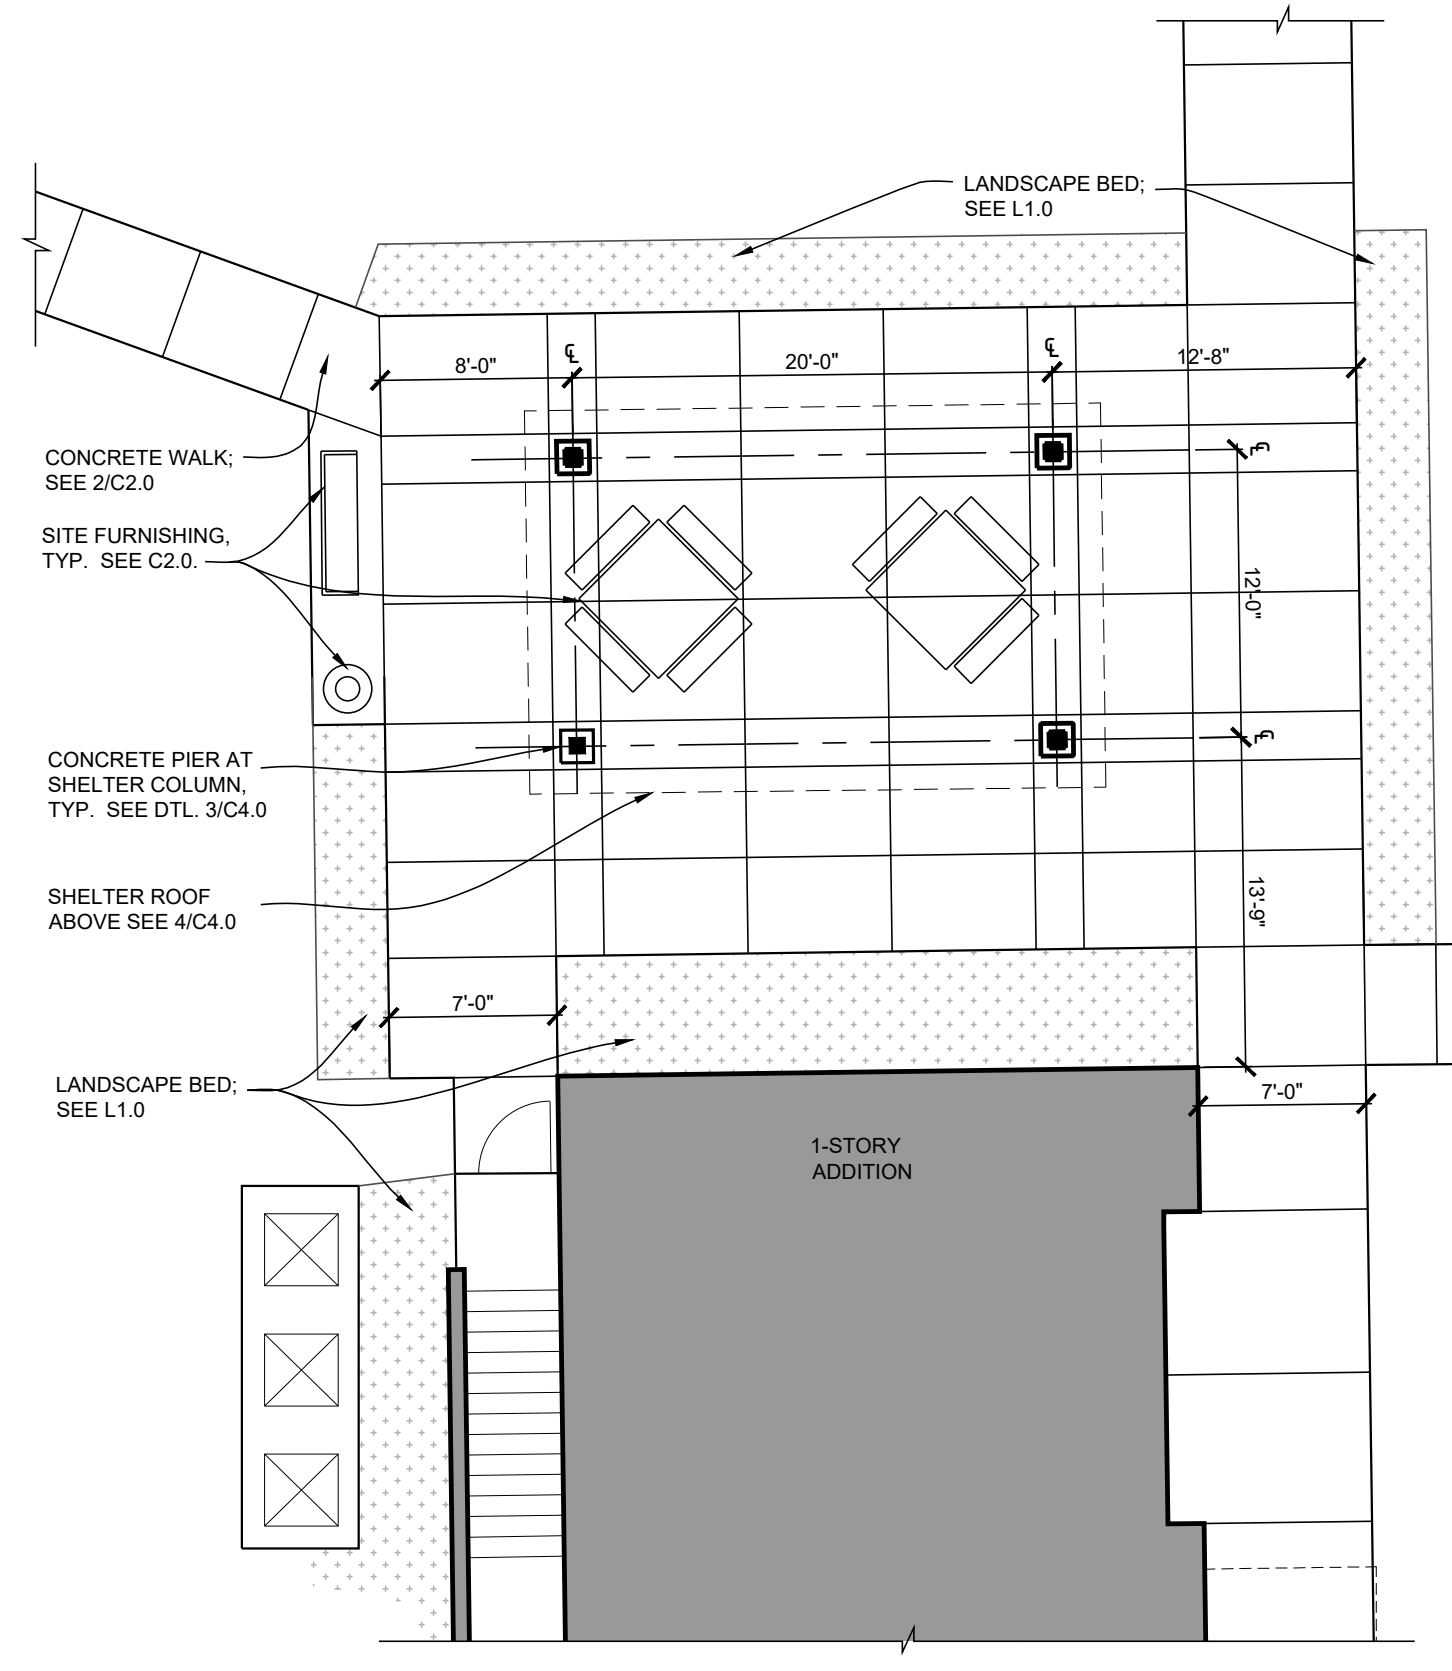 LANDSCAPE BED;
SEE L1.0
8'-0"
℄
20'-0"
℄
12'-8"
CONCRETE WALK;
SEE 2/C2.0
℄
SITE FURNISHING,
TYP.  SEE C2.0.
12'-0"
℄
CONCRETE PIER AT
SHELTER COLUMN,
TYP.  SEE DTL. 3/C4.0
SHELTER ROOF
ABOVE SEE 4/C4.0
13'-9"
7'-0"
LANDSCAPE BED;
SEE L1.0
7'-0"
1-STORY
ADDITION